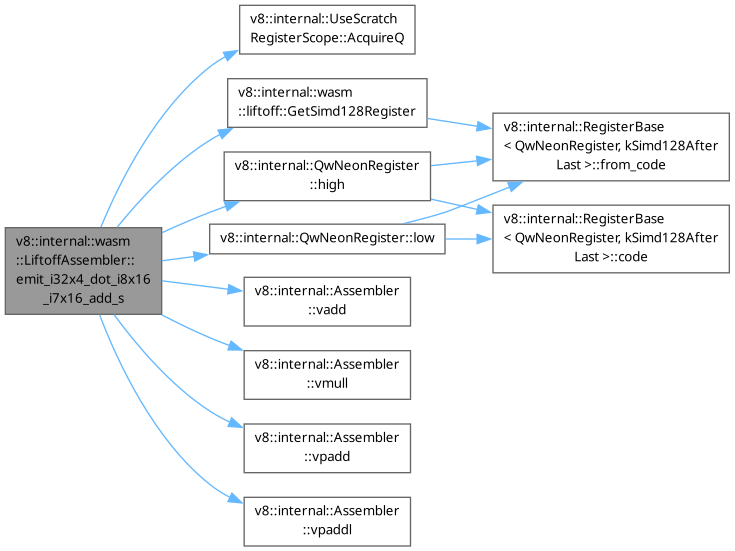 v8::internal::UseScratch
RegisterScope::AcquireQ
v8::internal::wasm
::liftoff::GetSimd128Register
v8::internal::RegisterBase
< QwNeonRegister, kSimd128After
Last >::from_code
v8::internal::QwNeonRegister
::high
v8::internal::RegisterBase
< QwNeonRegister, kSimd128After
Last >::code
v8::internal::QwNeonRegister::low
v8::internal::wasm
::LiftoffAssembler::
emit_i32x4_dot_i8x16
_i7x16_add_s
v8::internal::Assembler
::vadd
v8::internal::Assembler
::vmull
v8::internal::Assembler
::vpadd
v8::internal::Assembler
::vpaddl